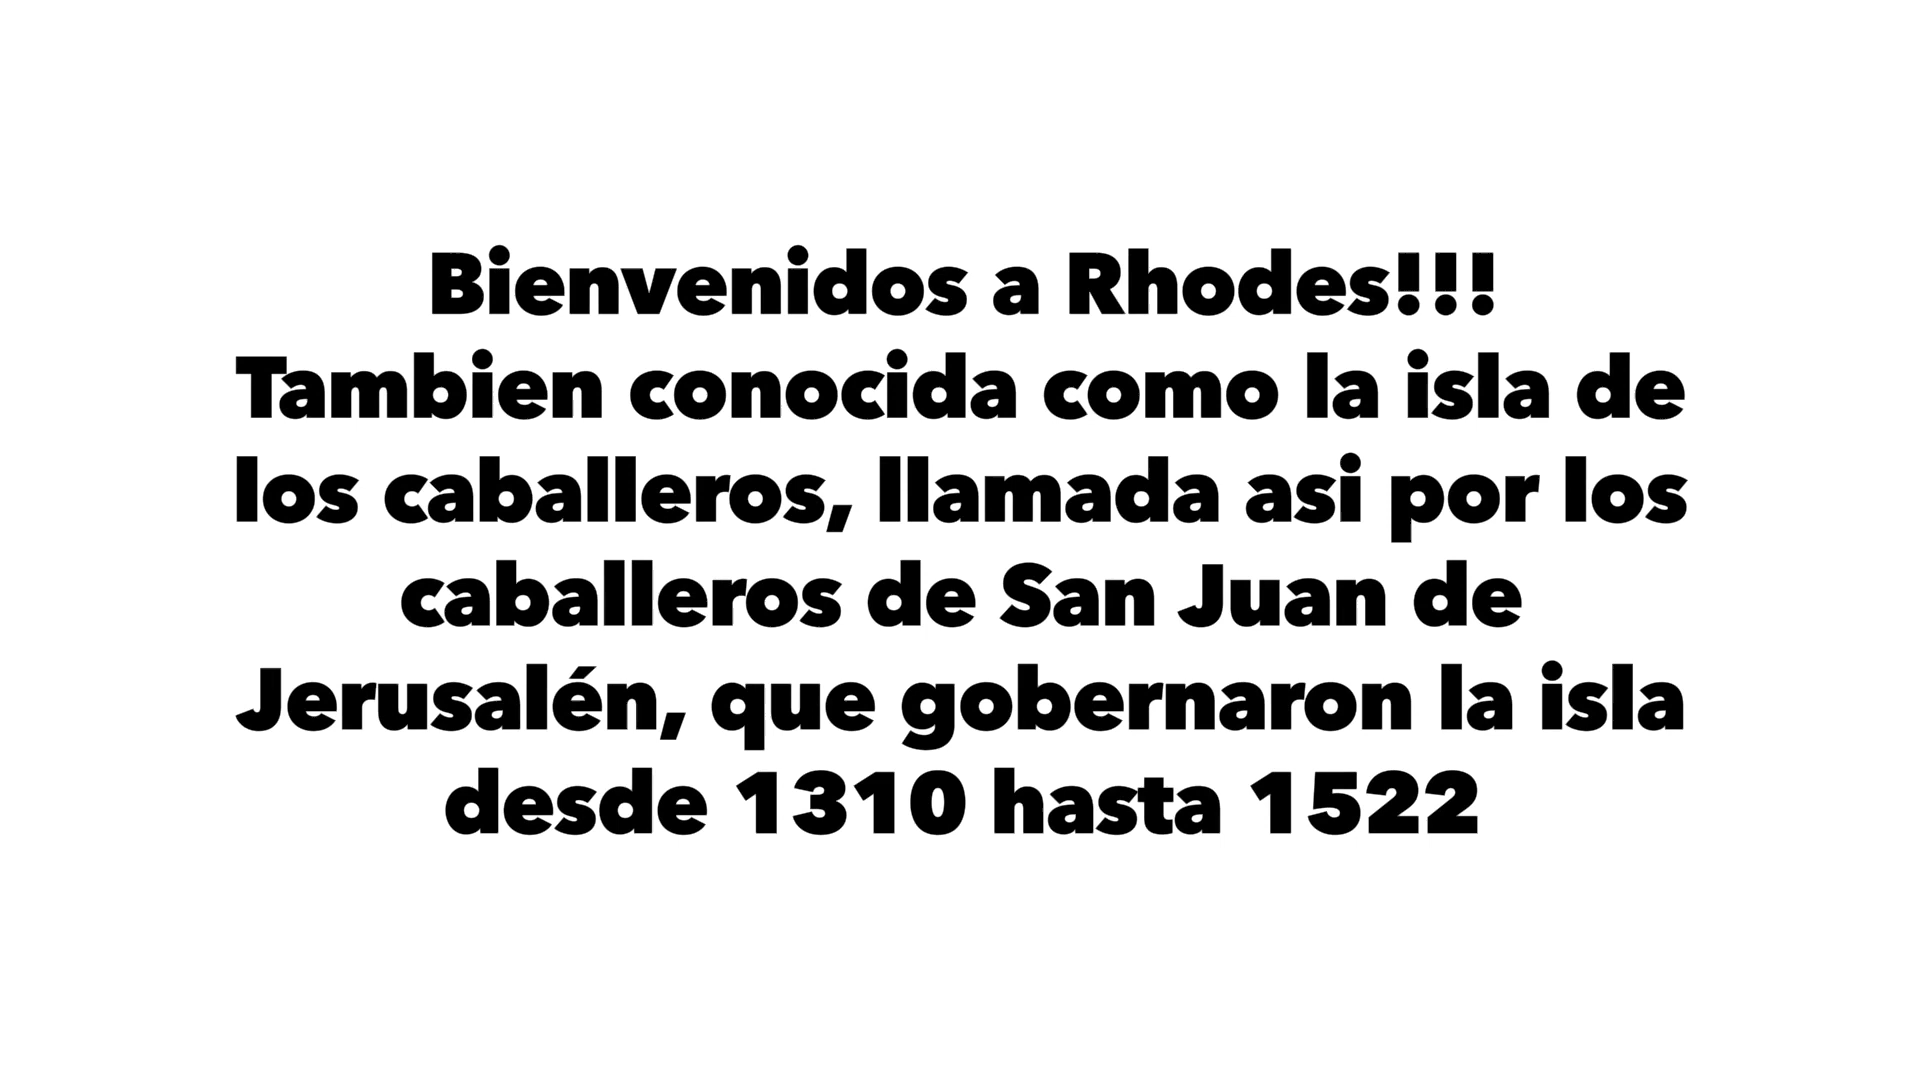 Bienvenidos a Rhodes!!!
Tambien conocida como la isla de
los caballeros, llamada asi por los
caballeros de San Juan de
Jerusalén, que gobernaron la isla
desde 1310 hasta 1522